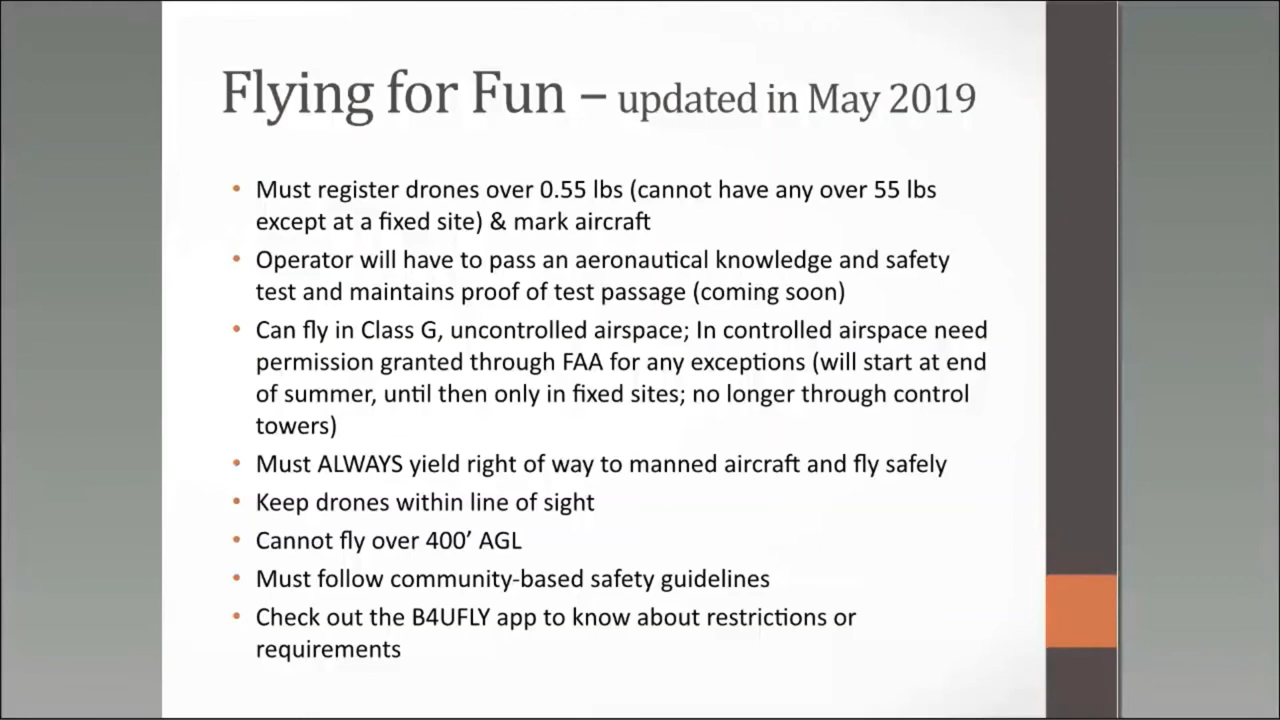 Flying for Fun – updated in May 2019
• Must register drones over 0.55 lbs (cannot have any over 55 lbs
except at a fixed site) & mark aircraft
• Operator will have to pass an aeronautical knowledge and safety
test and maintains proof of test passage (coming soon)
• Can fly in Class G, uncontrolled airspace; In controlled airspace need
permission granted through FAA for any exceptions (will start at end
of summer, until then only in fixed sites; no longer through control
towers)
• Must ALWAYS yield right of way to manned aircraft and fly safely
• Keep drones within line of sight
• Cannot fly over 400’ AGL
• Must follow community-based safety guidelines
• Check out the B4UFLY app to know about restrictions or
requirements